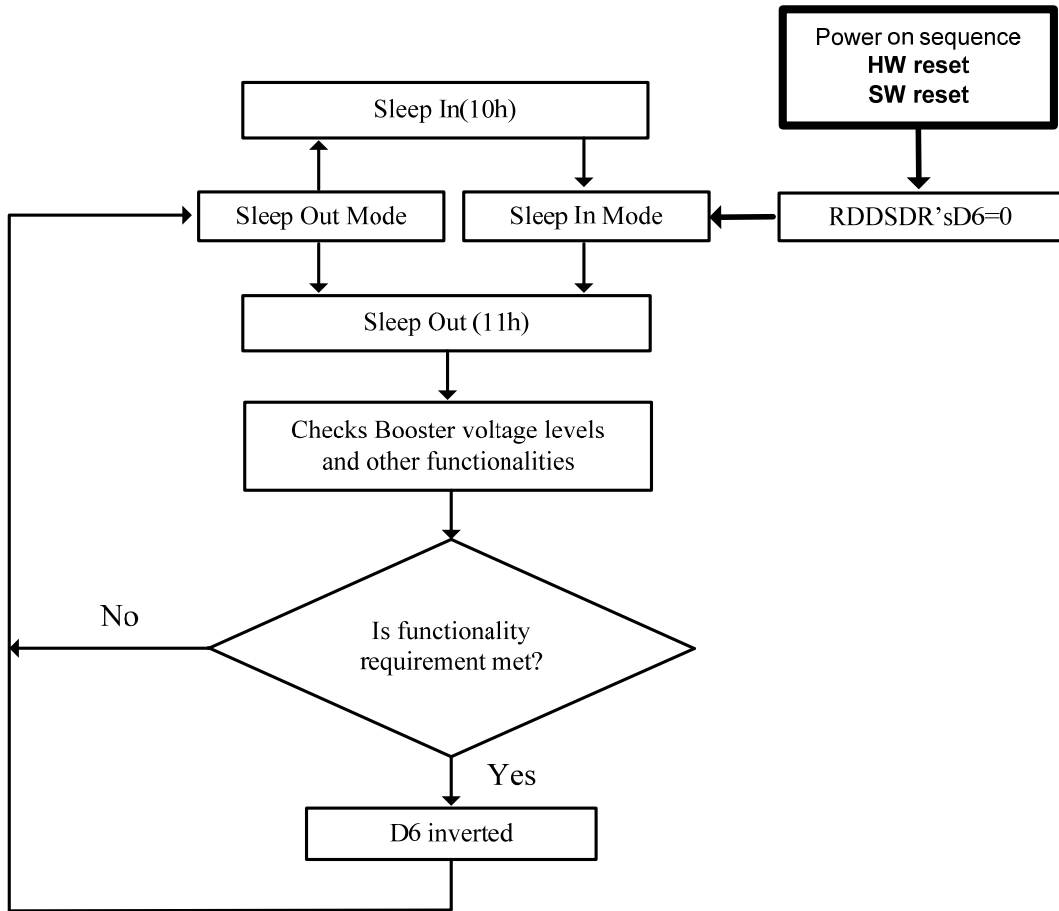 Power on sequence
HW reset
SW reset
Sleep In(10h)
Sleep Out Mode
Sleep In Mode
RDDSDR'sD6=0
Sleep Out (11h)
Checks Booster voltage levels
and other functionalities
No
Is functionality
requirement met?
Yes
D6 inverted